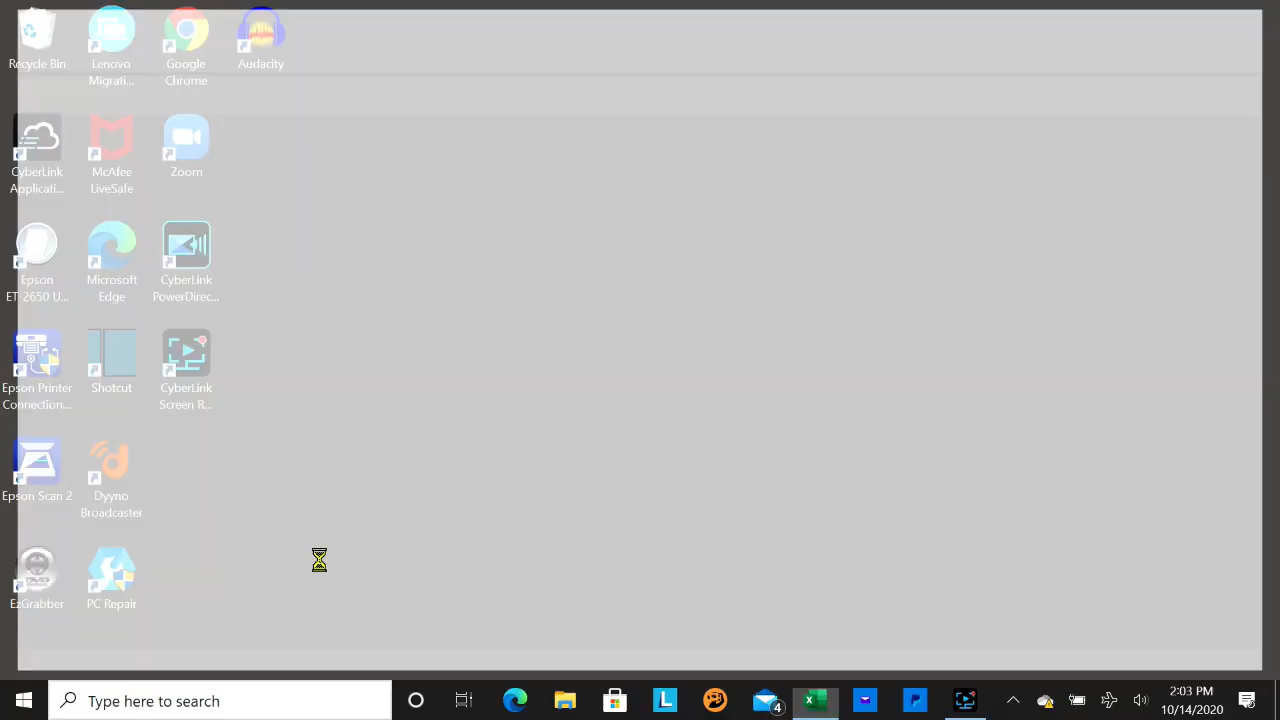 Recycle Bin
Lenovo
Migrati...
Google
Chrome
Audacity
CyberLink
Applicati...
McAfee
LiveSafe
Zoom
Epson
ET-2650 U...
Microsoft
Edge
CyberLink
PowerDirec...
Epson Printer
Connection...
Shotcut
CyberLink
Screen R...
Epson Scan 2
Dyyno
Broadcaster
EzGrabber
PC Repair
Type here to search
L
4
2:03 PM
10/14/2020